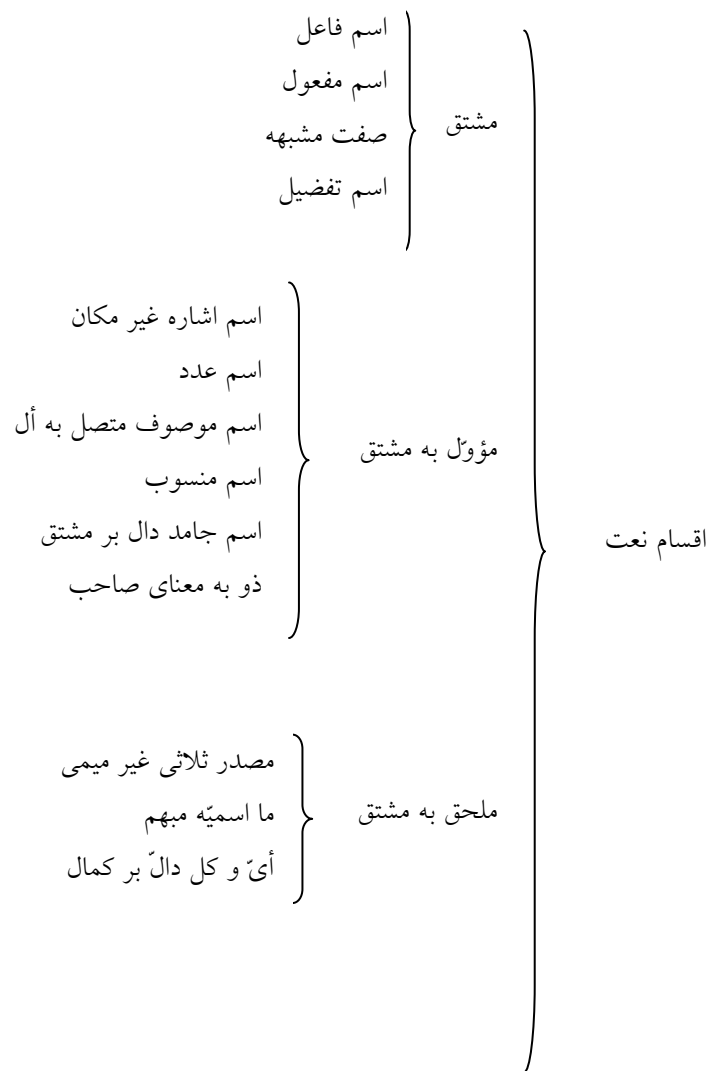 اقسام نعت
مشتق
اسم فاعل
اسم مفعول
صفت مشبهه
اسم تفضیل
مؤوّل به مشتق
اسم اشاره غیر مکان
اسم عدد
اسم موصوف متصل به أل
اسم منسوب
اسم جامد دال بر مشتق
ذو به معنای صاحب
ملحق به مشتق
مصدر ثلاثی غیر میمی
ما اسمیّه مبهم
أیّ و کل دالّ بر کمال